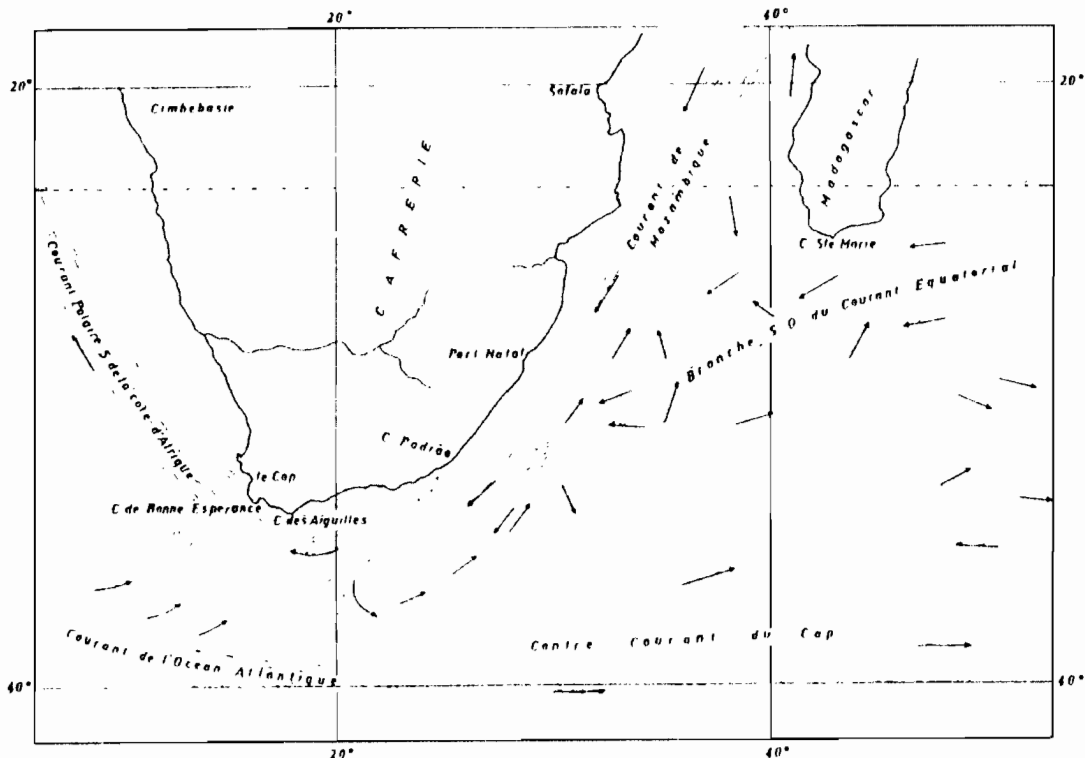 20°
40°
20°
20°
Cimbebasie
Sofala
CAFRERIE
Courant de
Mozambique
Madagascar
C. Ste Marie
Courant Polaire S de la côte d'Afrique
Branche, S O du Courant Equatorial
Port Natal
C. Padrão
le Cap
C de Bonne Esperance
C des Aiguilles
Courant de l'Ocean Atlantique
Contre Courant du Cap
40°
40°
20°
40°